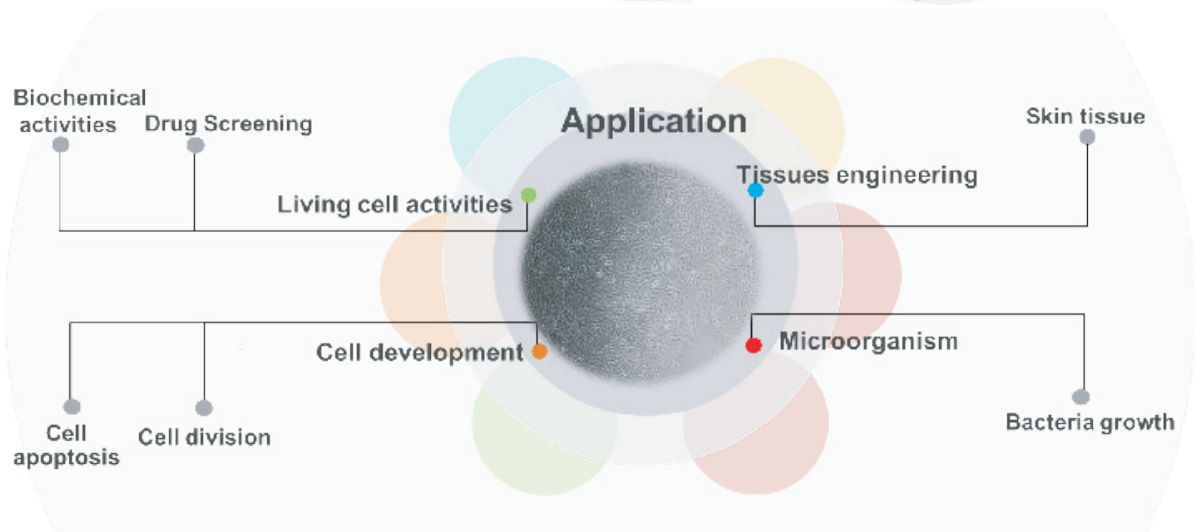 Application
Biochemical
activities
Drug Screening
Living cell activities
Skin tissue
Tissues engineering
Cell development
Cell
apoptosis
Cell division
Microorganism
Bacteria growth